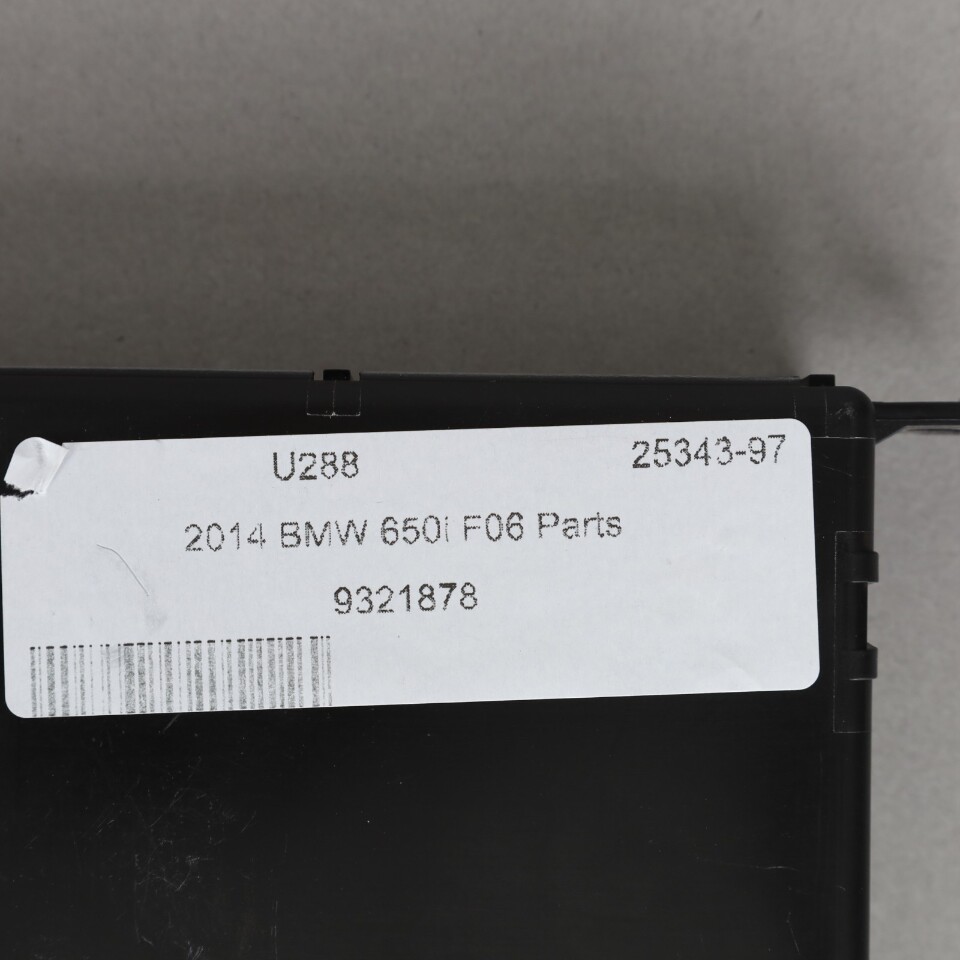 U288 25343-97
2014 BMW 650i F06 Parts
9321878